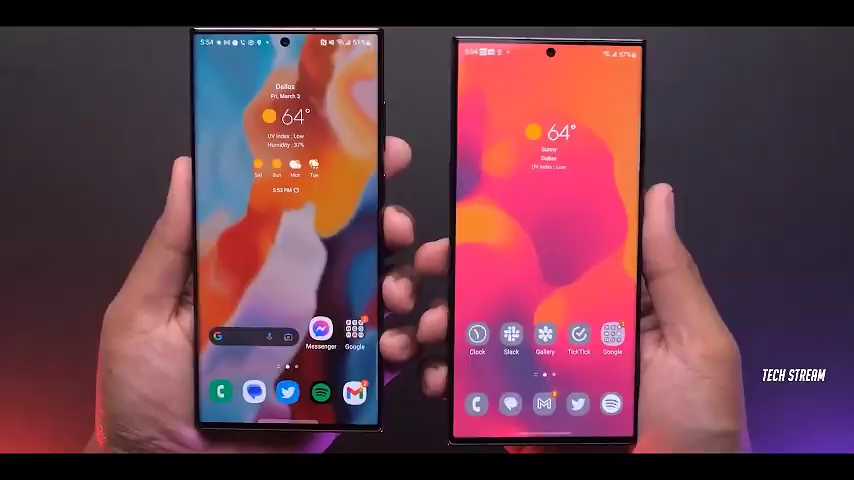 5:54
51%
Dallas
Fri, March 3
64°
UV Index : Low
Humidity : 37%
Sat Sun Mon Tue
5:53 PM
G
Messenger Google
5:54
57%
64°
Sunny
Dallas
UV Index : Low
Clock Slack Gallery TickTick Google
TECH STREAM